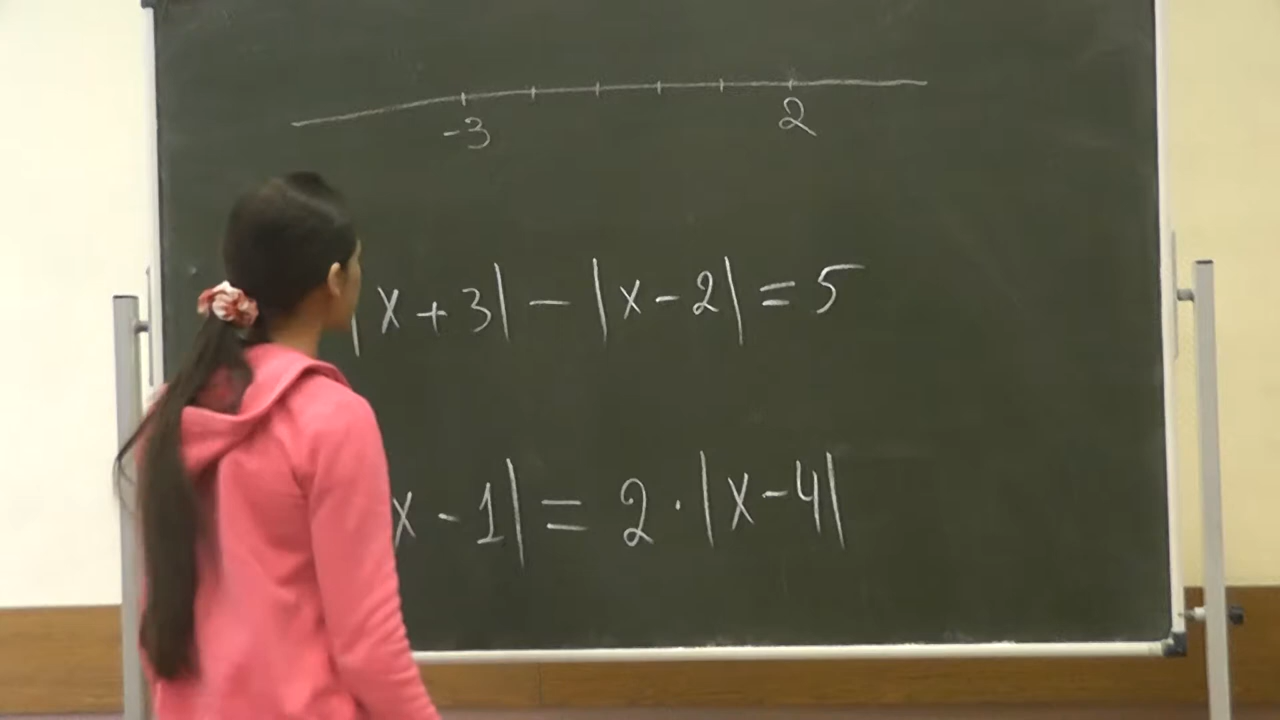 -3 2
|x + 3| - |x - 2| = 5
x - 1| = 2 · |x - 4|